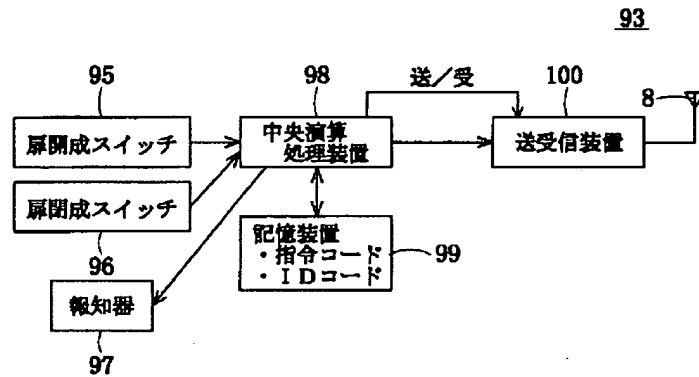 93
95
98
送／受
100
8
扉開成スイッチ
中央演算
処理装置
送受信装置
扉閉成スイッチ
96
記憶装置
・指令コード
・ＩＤコード
99
報知器
97